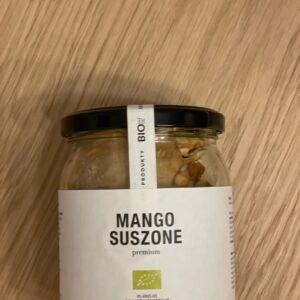 PRODUKTY BIO
MANGO
SUSZONE
premium